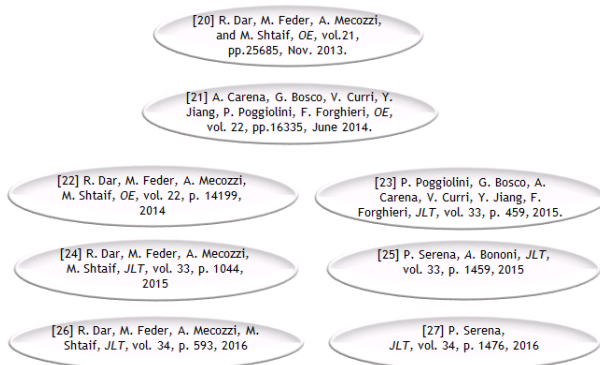 [20] R. Dar, M. Feder, A. Mecozzi,
and M. Shtaif, OE, vol.21,
pp.25685, Nov. 2013.
[21] A. Carena, G. Bosco, V. Curri, Y.
Jiang, P. Poggiolini, F. Forghieri, OE,
vol. 22, pp.16335, June 2014.
[22] R. Dar, M. Feder, A. Mecozzi,
M. Shtaif, OE, vol. 22, p. 14199,
2014
[23] P. Poggiolini, G. Bosco, A.
Carena, V. Curri, Y. Jiang, F.
Forghieri, JLT, vol. 33, p. 459, 2015.
[24] R. Dar, M. Feder, A. Mecozzi,
M. Shtaif, JLT, vol. 33, p. 1044,
2015
[25] P. Serena, A. Bononi, JLT,
vol. 33, p. 1459, 2015
[26] R. Dar, M. Feder, A. Mecozzi, M.
Shtaif, JLT, vol. 34, p. 593, 2016
[27] P. Serena,
JLT, vol. 34, p. 1476, 2016